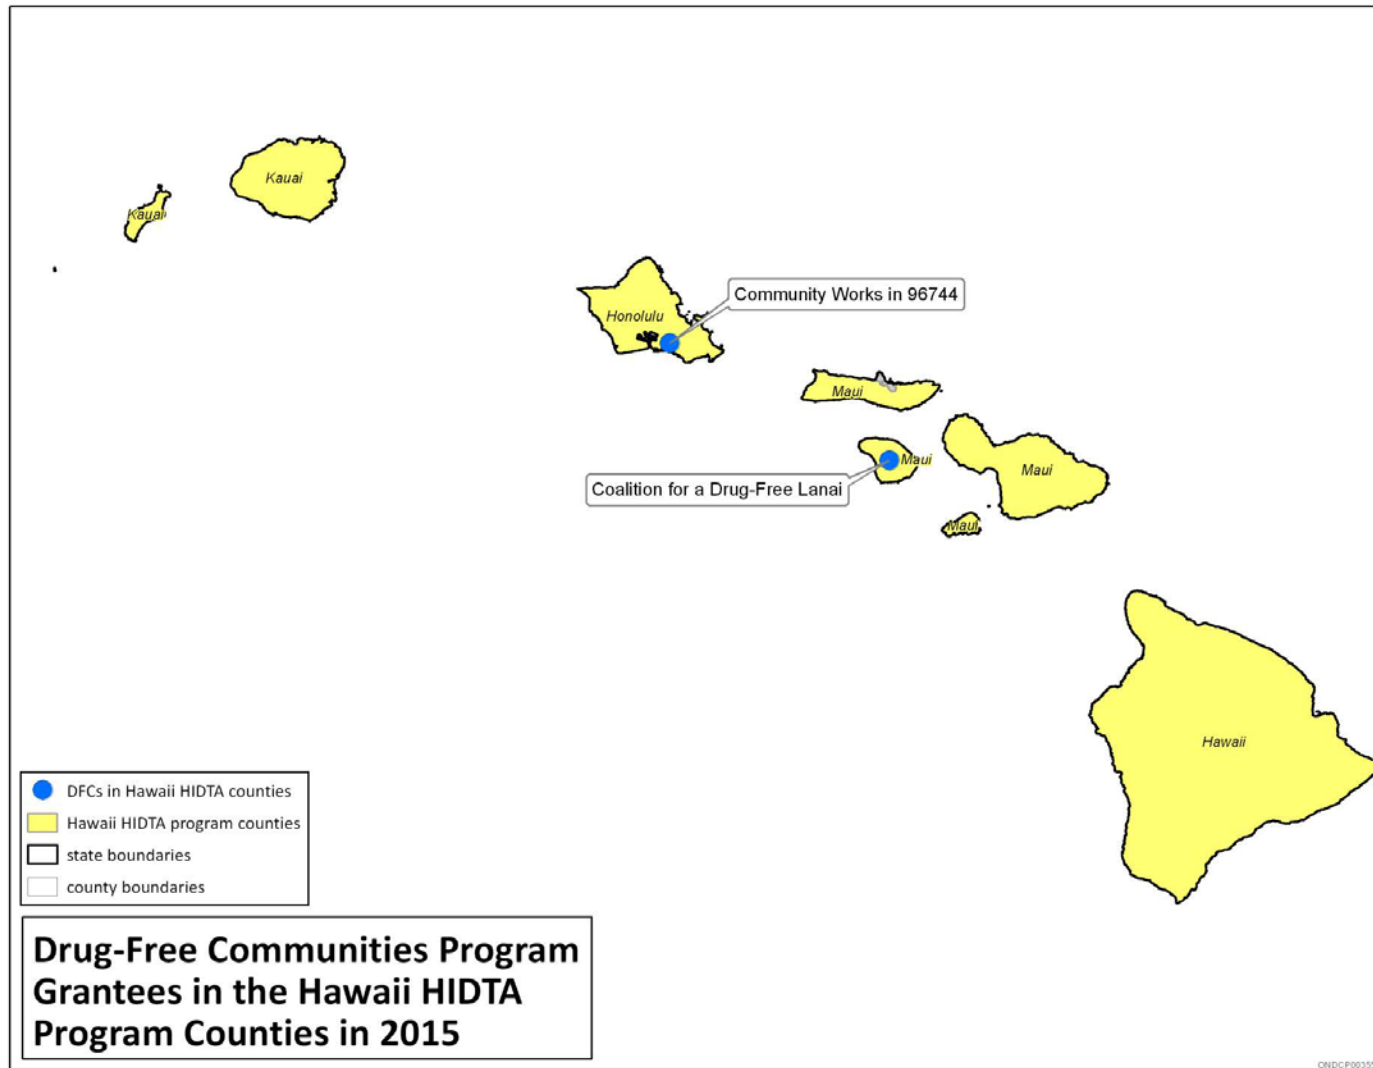 Kauai
Kauai
Honolulu
Community Works in 96744
Maui
Maui
Coalition for a Drug-Free Lanai
Maui
Maui
Hawaii
DFCs in Hawaii HIDTA counties
Hawaii HIDTA program counties
state boundaries
county boundaries
Drug-Free Communities Program
Grantees in the Hawaii HIDTA
Program Counties in 2015